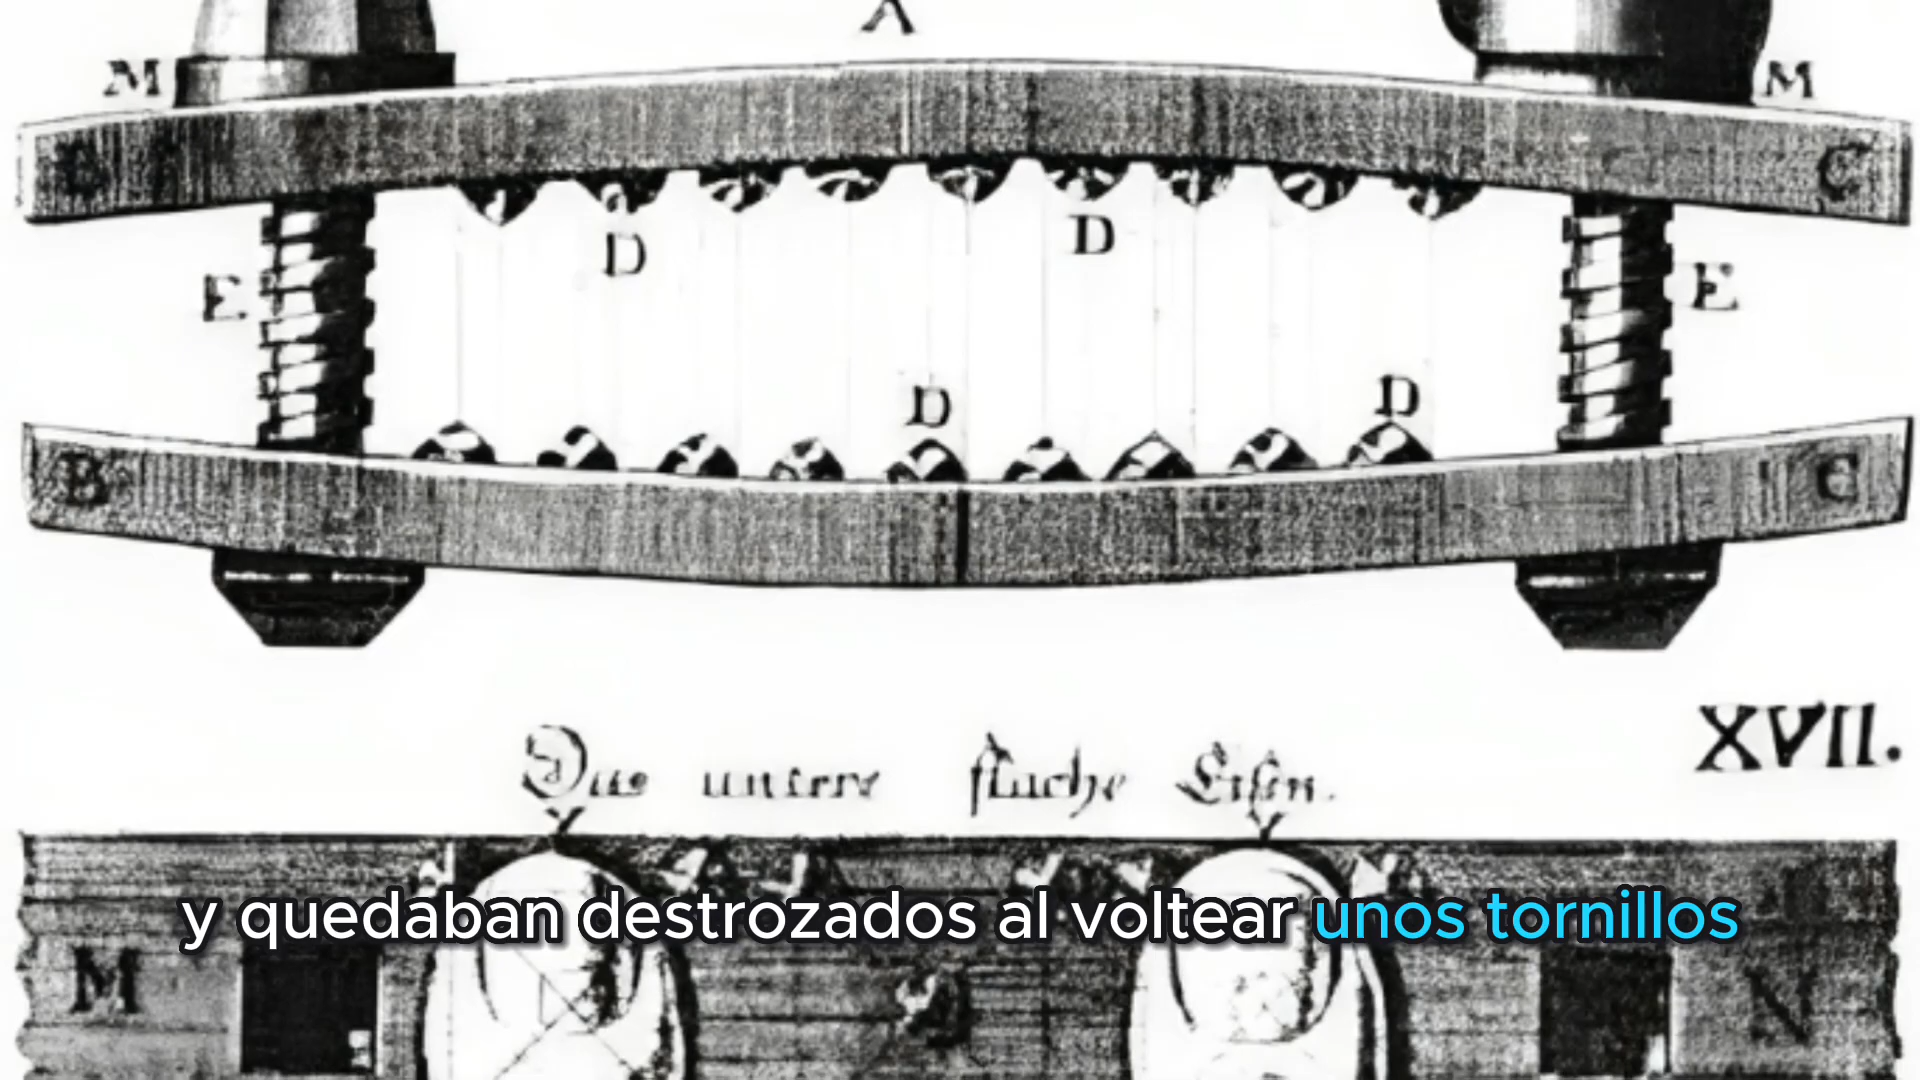 A
M M
C
D D
E E
D D
B C
XVII.
Das untere flache Eisen.
y quedaban destrozados al voltear unos tornillos
M N